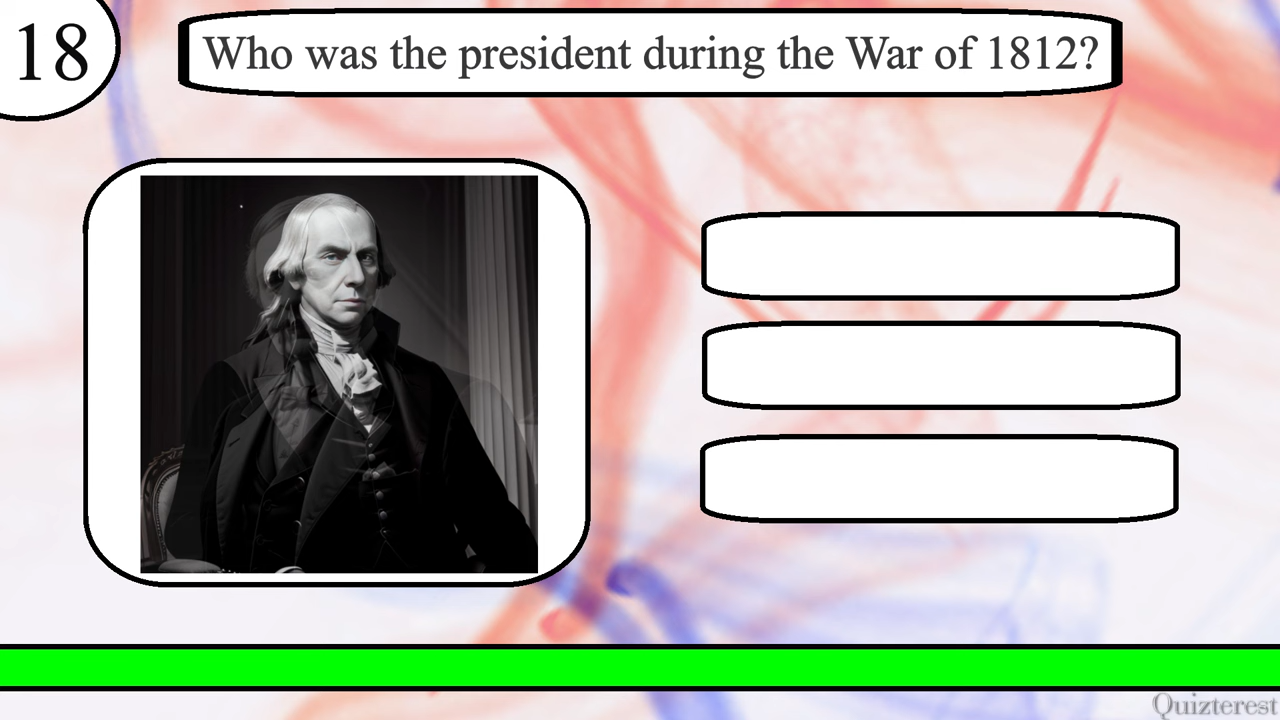 18
Who was the president during the War of 1812?
Quizterest